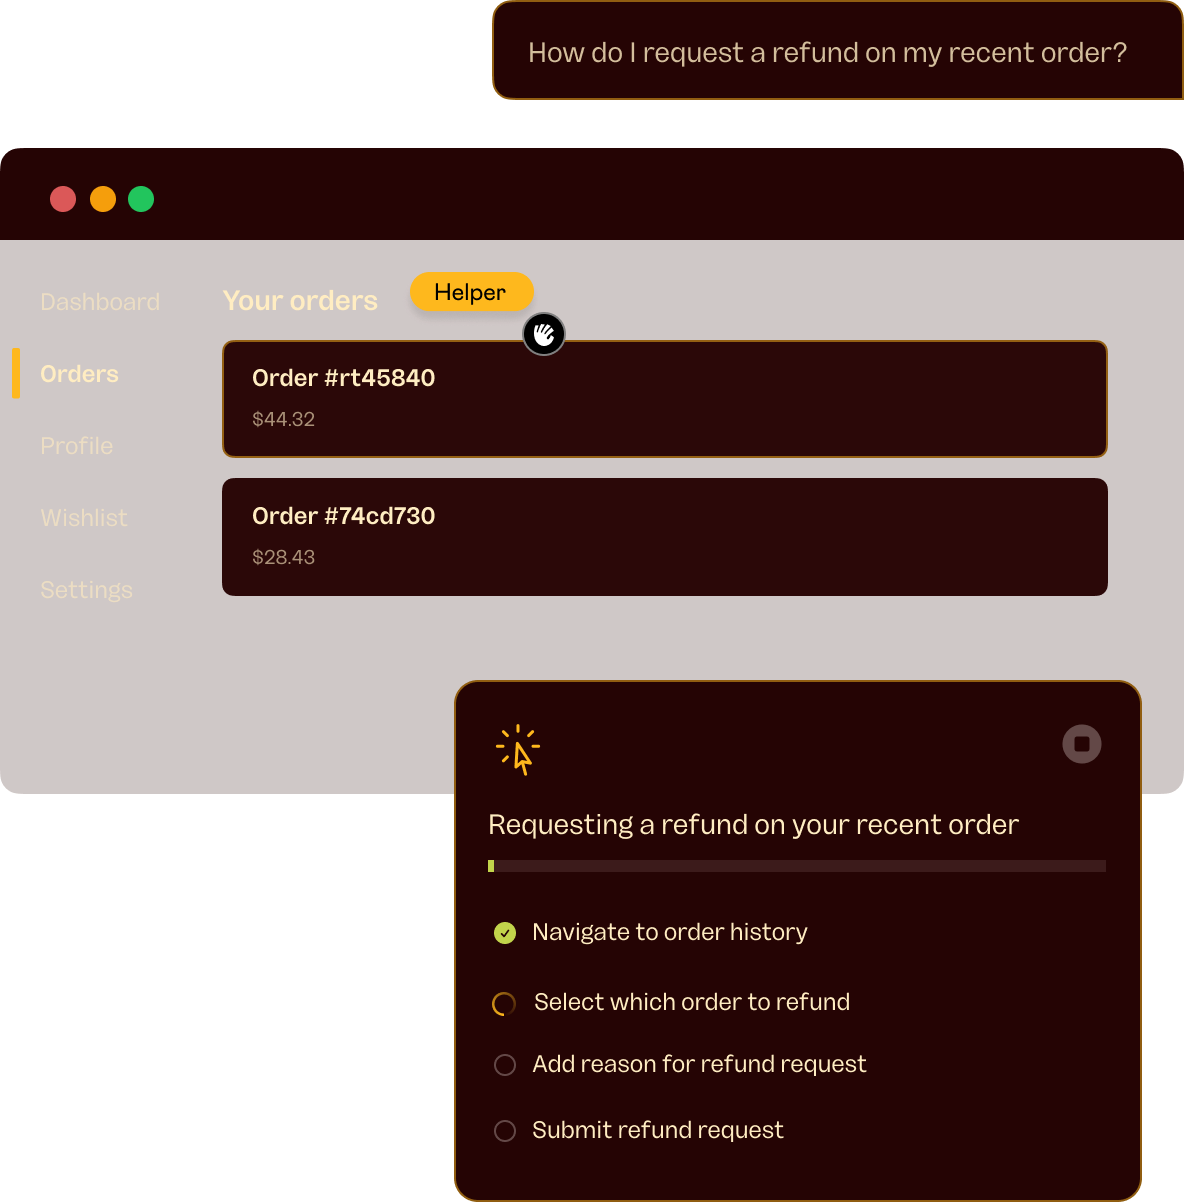 How do I request a refund on my recent order?
Dashboard
Orders
Profile
Wishlist
Settings
Your orders
Helper
Order #rt45840
$44.32
Order #74cd730
$28.43
Requesting a refund on your recent order
Navigate to order history
Select which order to refund
Add reason for refund request
Submit refund request